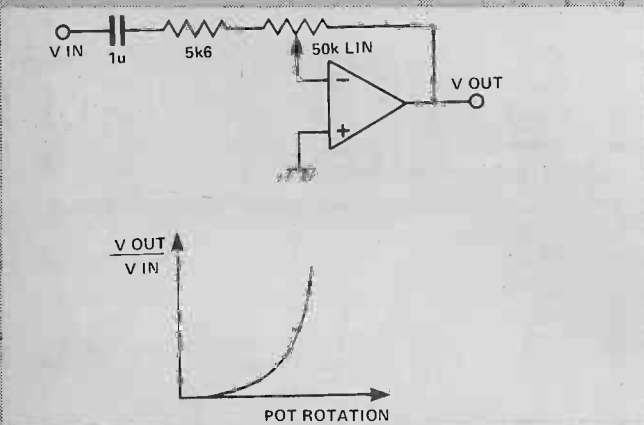 V IN
1u
5k6
50k LIN
−
+
V OUT
V OUT
V IN
POT ROTATION